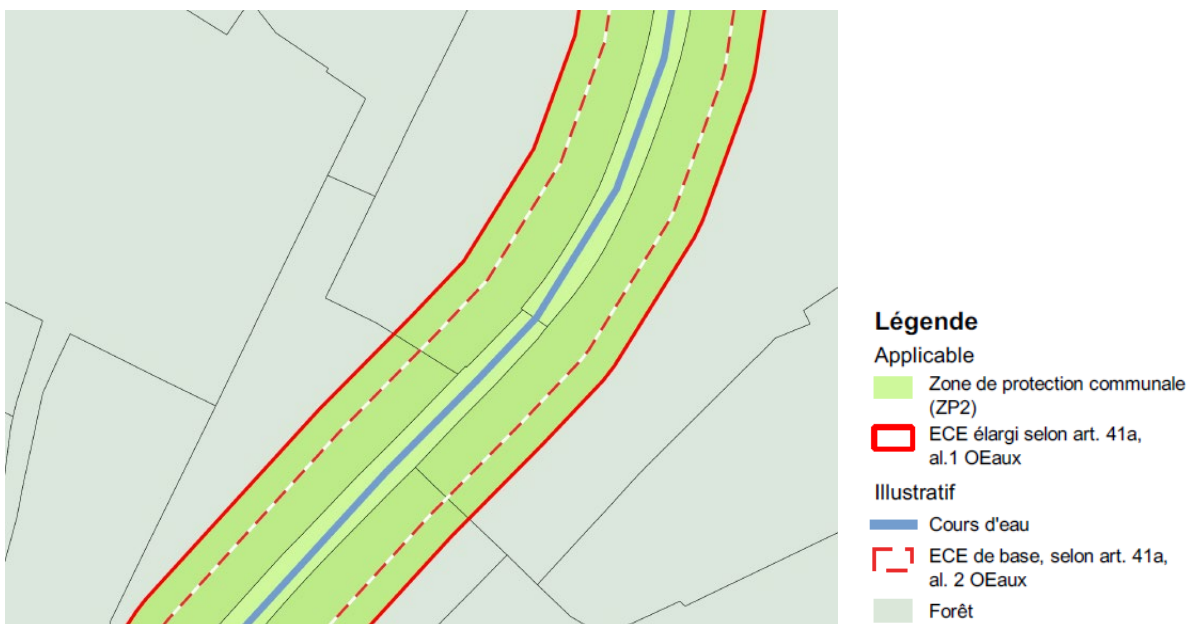 Légende
Applicable
Zone de protection communale
(ZP2)
ECE élargi selon art. 41a,
al.1 OEaux
Illustratif
Cours d'eau
ECE de base, selon art. 41a,
al. 2 OEaux
Forêt